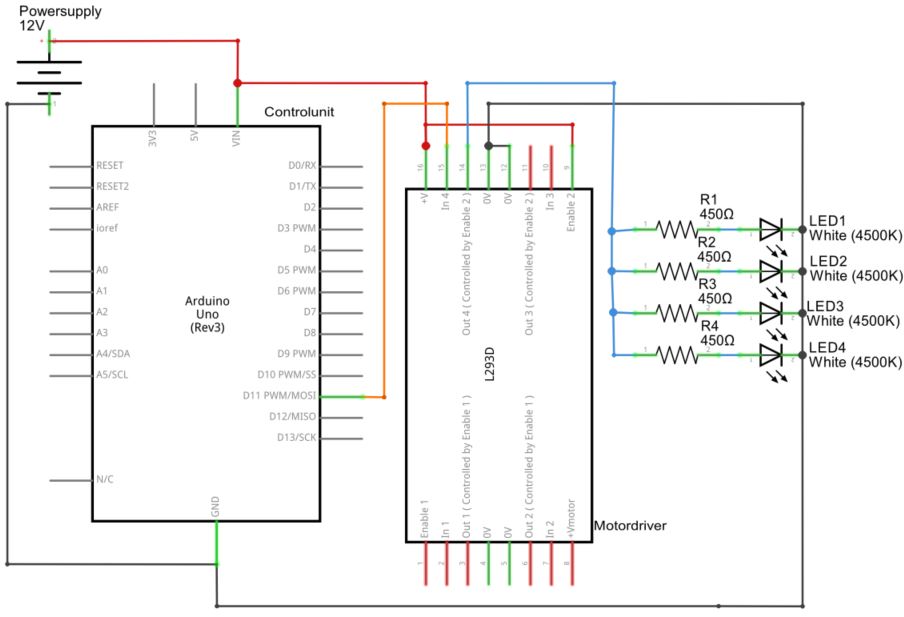 Powersupply
12V
Controlunit
3V3
5V
VIN
RESET
RESET2
AREF
ioref
A0
A1
A2
A3
A4/SDA
A5/SCL
N/C
Arduino
Uno
(Rev3)
D0/RX
D1/TX
D2
D3 PWM
D4
D5 PWM
D6 PWM
D7
D8
D9 PWM
D10 PWM/SS
D11 PWM/MOSI
D12/MISO
D13/SCK
GND
16
15
14
13
12
11
10
9
+V
In 4
Out 4 ( Controlled by Enable 2 )
0V
0V
Out 3 ( Controlled by Enable 2 )
In 3
Enable 2
L293D
Enable 1
In 1
Out 1 ( Controlled by Enable 1 )
0V
0V
Out 2 ( Controlled by Enable 1 )
In 2
+Vmotor
1
2
3
4
5
6
7
8
Motordriver
R1
450Ω
LED1
White (4500K)
R2
450Ω
LED2
White (4500K)
R3
450Ω
LED3
White (4500K)
R4
450Ω
LED4
White (4500K)